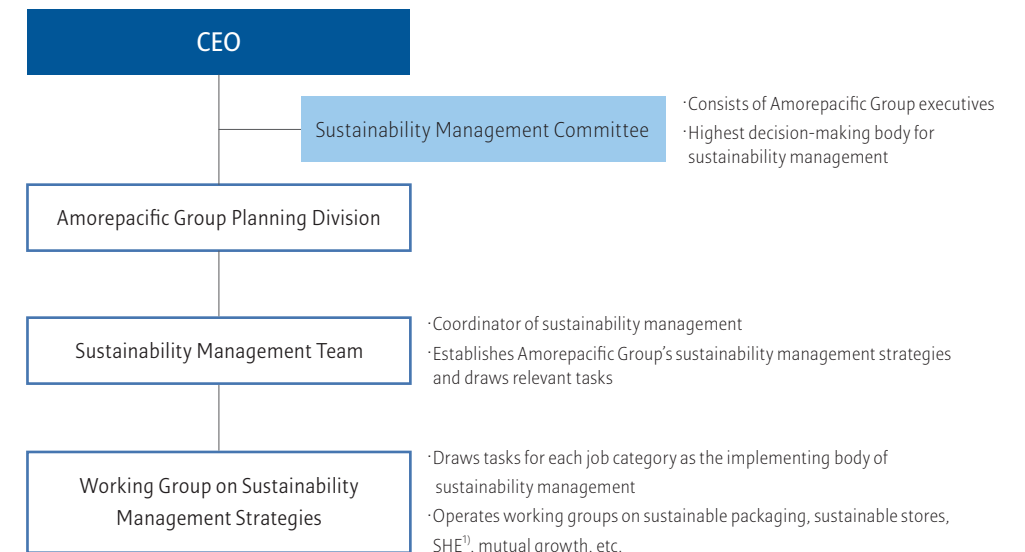 CEO
Sustainability Management Committee
·Consists of Amorepacific Group executives
·Highest decision-making body for
sustainability management
Amorepacific Group Planning Division
Sustainability Management Team
·Coordinator of sustainability management
·Establishes Amorepacific Group’s sustainability management strategies
and draws relevant tasks
Working Group on Sustainability
Management Strategies
·Draws tasks for each job category as the implementing body of
sustainability management
·Operates working groups on sustainable packaging, sustainable stores,
SHE¹⁾, mutual growth, etc.